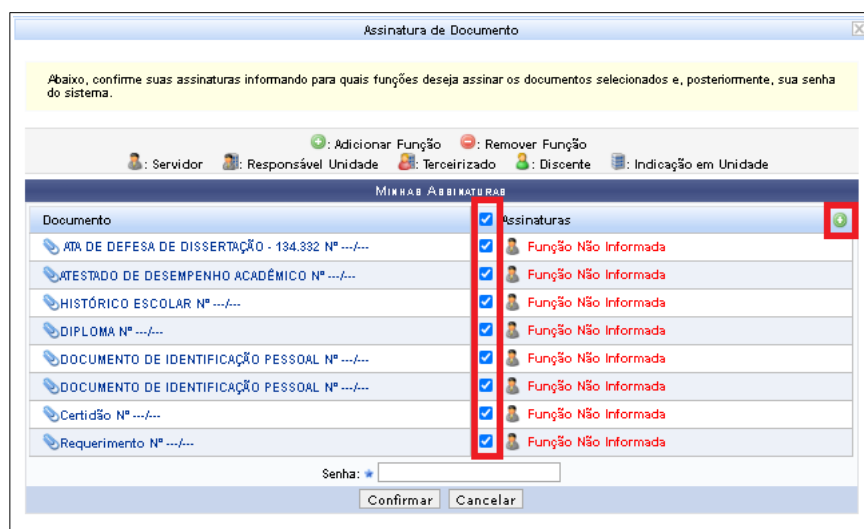 Assinatura de Documento
Abaixo, confirme suas assinaturas informando para quais funções deseja assinar os documentos selecionados e, posteriormente, sua senha
do sistema.
: Adicionar Função : Remover Função
: Servidor : Responsável Unidade : Terceirizado : Discente : Indicação em Unidade
MINHAS ASSINATURAS
Documento Assinaturas
ATA DE DEFESA DE DISSERTAÇÃO - 134.332 Nº ---/--- Função Não Informada
ATESTADO DE DESEMPENHO ACADÊMICO Nº ---/--- Função Não Informada
HISTÓRICO ESCOLAR Nº ---/--- Função Não Informada
DIPLOMA Nº ---/--- Função Não Informada
DOCUMENTO DE IDENTIFICAÇÃO PESSOAL Nº ---/--- Função Não Informada
DOCUMENTO DE IDENTIFICAÇÃO PESSOAL Nº ---/--- Função Não Informada
Certidão Nº ---/--- Função Não Informada
Requerimento Nº ---/--- Função Não Informada
Senha:
Confirmar Cancelar